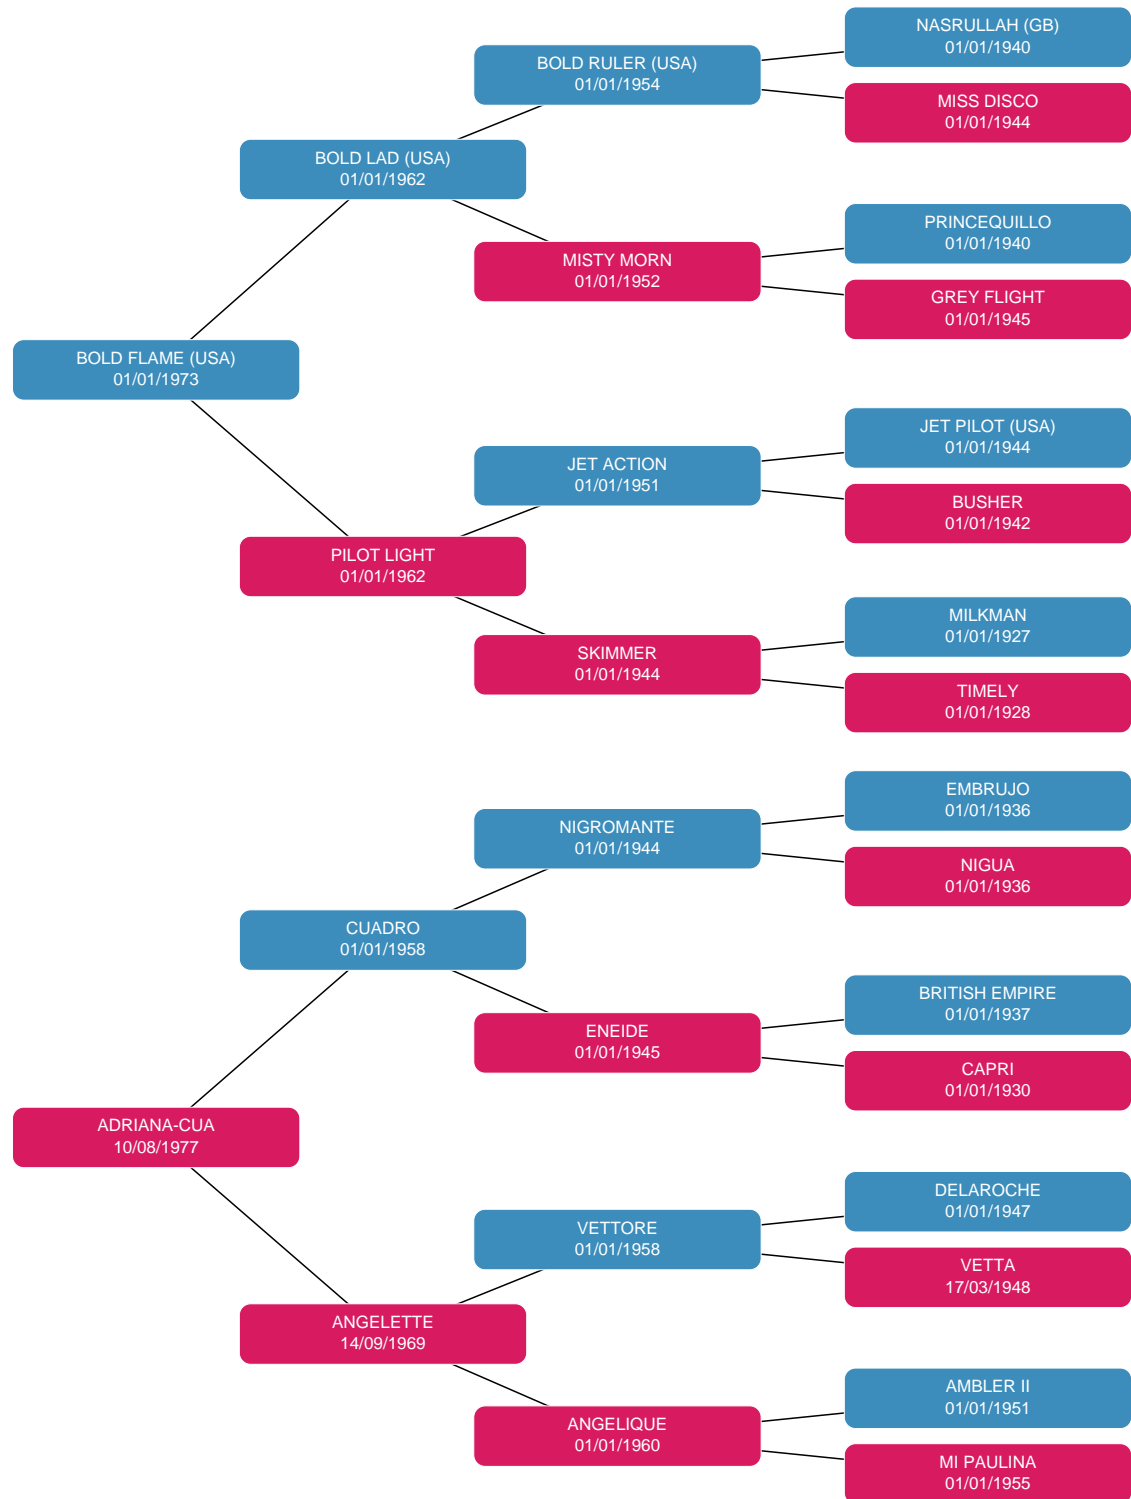 NASRULLAH (GB)
01/01/1940
BOLD RULER (USA)
01/01/1954
MISS DISCO
01/01/1944
BOLD LAD (USA)
01/01/1962
PRINCEQUILLO
01/01/1940
MISTY MORN
01/01/1952
GREY FLIGHT
01/01/1945
BOLD FLAME (USA)
01/01/1973
JET PILOT (USA)
01/01/1944
JET ACTION
01/01/1951
BUSHER
01/01/1942
PILOT LIGHT
01/01/1962
MILKMAN
01/01/1927
SKIMMER
01/01/1944
TIMELY
01/01/1928
EMBRUJO
01/01/1936
NIGROMANTE
01/01/1944
NIGUA
01/01/1936
CUADRO
01/01/1958
BRITISH EMPIRE
01/01/1937
ENEIDE
01/01/1945
CAPRI
01/01/1930
ADRIANA-CUA
10/08/1977
DELAROCHE
01/01/1947
VETTORE
01/01/1958
VETTA
17/03/1948
ANGELETTE
14/09/1969
AMBLER II
01/01/1951
ANGELIQUE
01/01/1960
MI PAULINA
01/01/1955